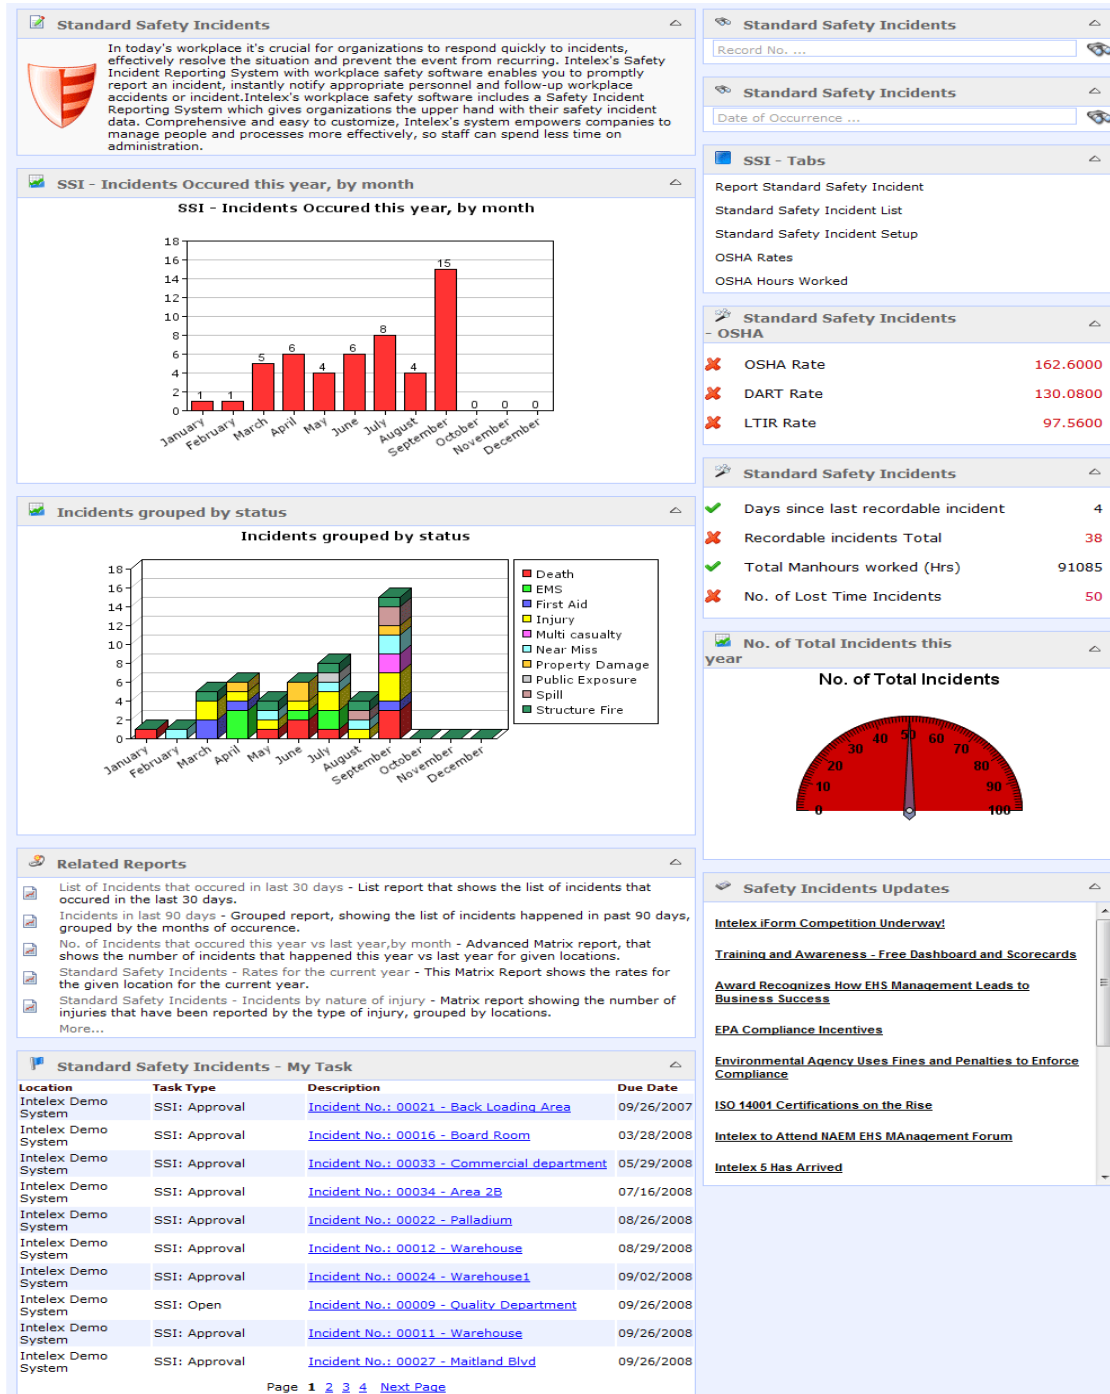 Standard Safety Incidents
In today's workplace it's crucial for organizations to respond quickly to incidents,
effectively resolve the situation and prevent the event from recurring. Intelex's Safety
Incident Reporting System with workplace safety software enables you to promptly
report an incident, instantly notify appropriate personnel and follow-up workplace
accidents or incident.Intelex's workplace safety software includes a Safety Incident
Reporting System which gives organizations the upper hand with their safety incident
data. Comprehensive and easy to customize, Intelex's system empowers companies to
manage people and processes more effectively, so staff can spend less time on
administration.
SSI - Incidents Occured this year, by month
SSI - Incidents Occured this year, by month
18
16
14
12
10
8
6
4
2
0
1
1
5
6
4
6
8
4
15
0
0
0
January
February
March
April
May
June
July
August
September
October
November
December
Incidents grouped by status
Incidents grouped by status
18
16
14
12
10
8
6
4
2
0
January
February
March
April
May
June
July
August
September
October
November
December
Death
EMS
First Aid
Injury
Multi casualty
Near Miss
Property Damage
Public Exposure
Spill
Structure Fire
Related Reports
List of Incidents that occured in last 30 days - List report that shows the list of incidents that
occured in the last 30 days.
Incidents in last 90 days - Grouped report, showing the list of incidents happened in past 90 days,
grouped by the months of occurence.
No. of Incidents that occured this year vs last year,by month - Advanced Matrix report, that
shows the number of incidents that happened this year vs last year for given locations.
Standard Safety Incidents - Rates for the current year - This Matrix Report shows the rates for
the given location for the current year.
Standard Safety Incidents - Incidents by nature of injury - Matrix report showing the number of
injuries that have been reported by the type of injury, grouped by locations.
More...
Standard Safety Incidents - My Task
Location Task Type Description Due Date
Intelex Demo
System SSI: Approval Incident No.: 00021 - Back Loading Area 09/26/2007
Intelex Demo
System SSI: Approval Incident No.: 00016 - Board Room 03/28/2008
Intelex Demo
System SSI: Approval Incident No.: 00033 - Commercial department 05/29/2008
Intelex Demo
System SSI: Approval Incident No.: 00034 - Area 2B 07/16/2008
Intelex Demo
System SSI: Approval Incident No.: 00022 - Palladium 08/26/2008
Intelex Demo
System SSI: Approval Incident No.: 00012 - Warehouse 08/29/2008
Intelex Demo
System SSI: Approval Incident No.: 00024 - Warehouse1 09/02/2008
Intelex Demo
System SSI: Open Incident No.: 00009 - Quality Department 09/26/2008
Intelex Demo
System SSI: Approval Incident No.: 00011 - Warehouse 09/26/2008
Intelex Demo
System SSI: Approval Incident No.: 00027 - Maitland Blvd 09/26/2008
Page 1 2 3 4 Next Page
Standard Safety Incidents
Record No. ...
Standard Safety Incidents
Date of Occurrence ...
SSI - Tabs
Report Standard Safety Incident
Standard Safety Incident List
Standard Safety Incident Setup
OSHA Rates
OSHA Hours Worked
Standard Safety Incidents
- OSHA
OSHA Rate 162.6000
DART Rate 130.0800
LTIR Rate 97.5600
Standard Safety Incidents
Days since last recordable incident 4
Recordable incidents Total 38
Total Manhours worked (Hrs) 91085
No. of Lost Time Incidents 50
No. of Total Incidents this
year
No. of Total Incidents
0
10
20
30
40
50
60
70
80
90
100
Safety Incidents Updates
Intelex iForm Competition Underway!
Training and Awareness - Free Dashboard and Scorecards
Award Recognizes How EHS Management Leads to
Business Success
EPA Compliance Incentives
Environmental Agency Uses Fines and Penalties to Enforce
Compliance
ISO 14001 Certifications on the Rise
Intelex to Attend NAEM EHS MAnagement Forum
Intelex 5 Has Arrived